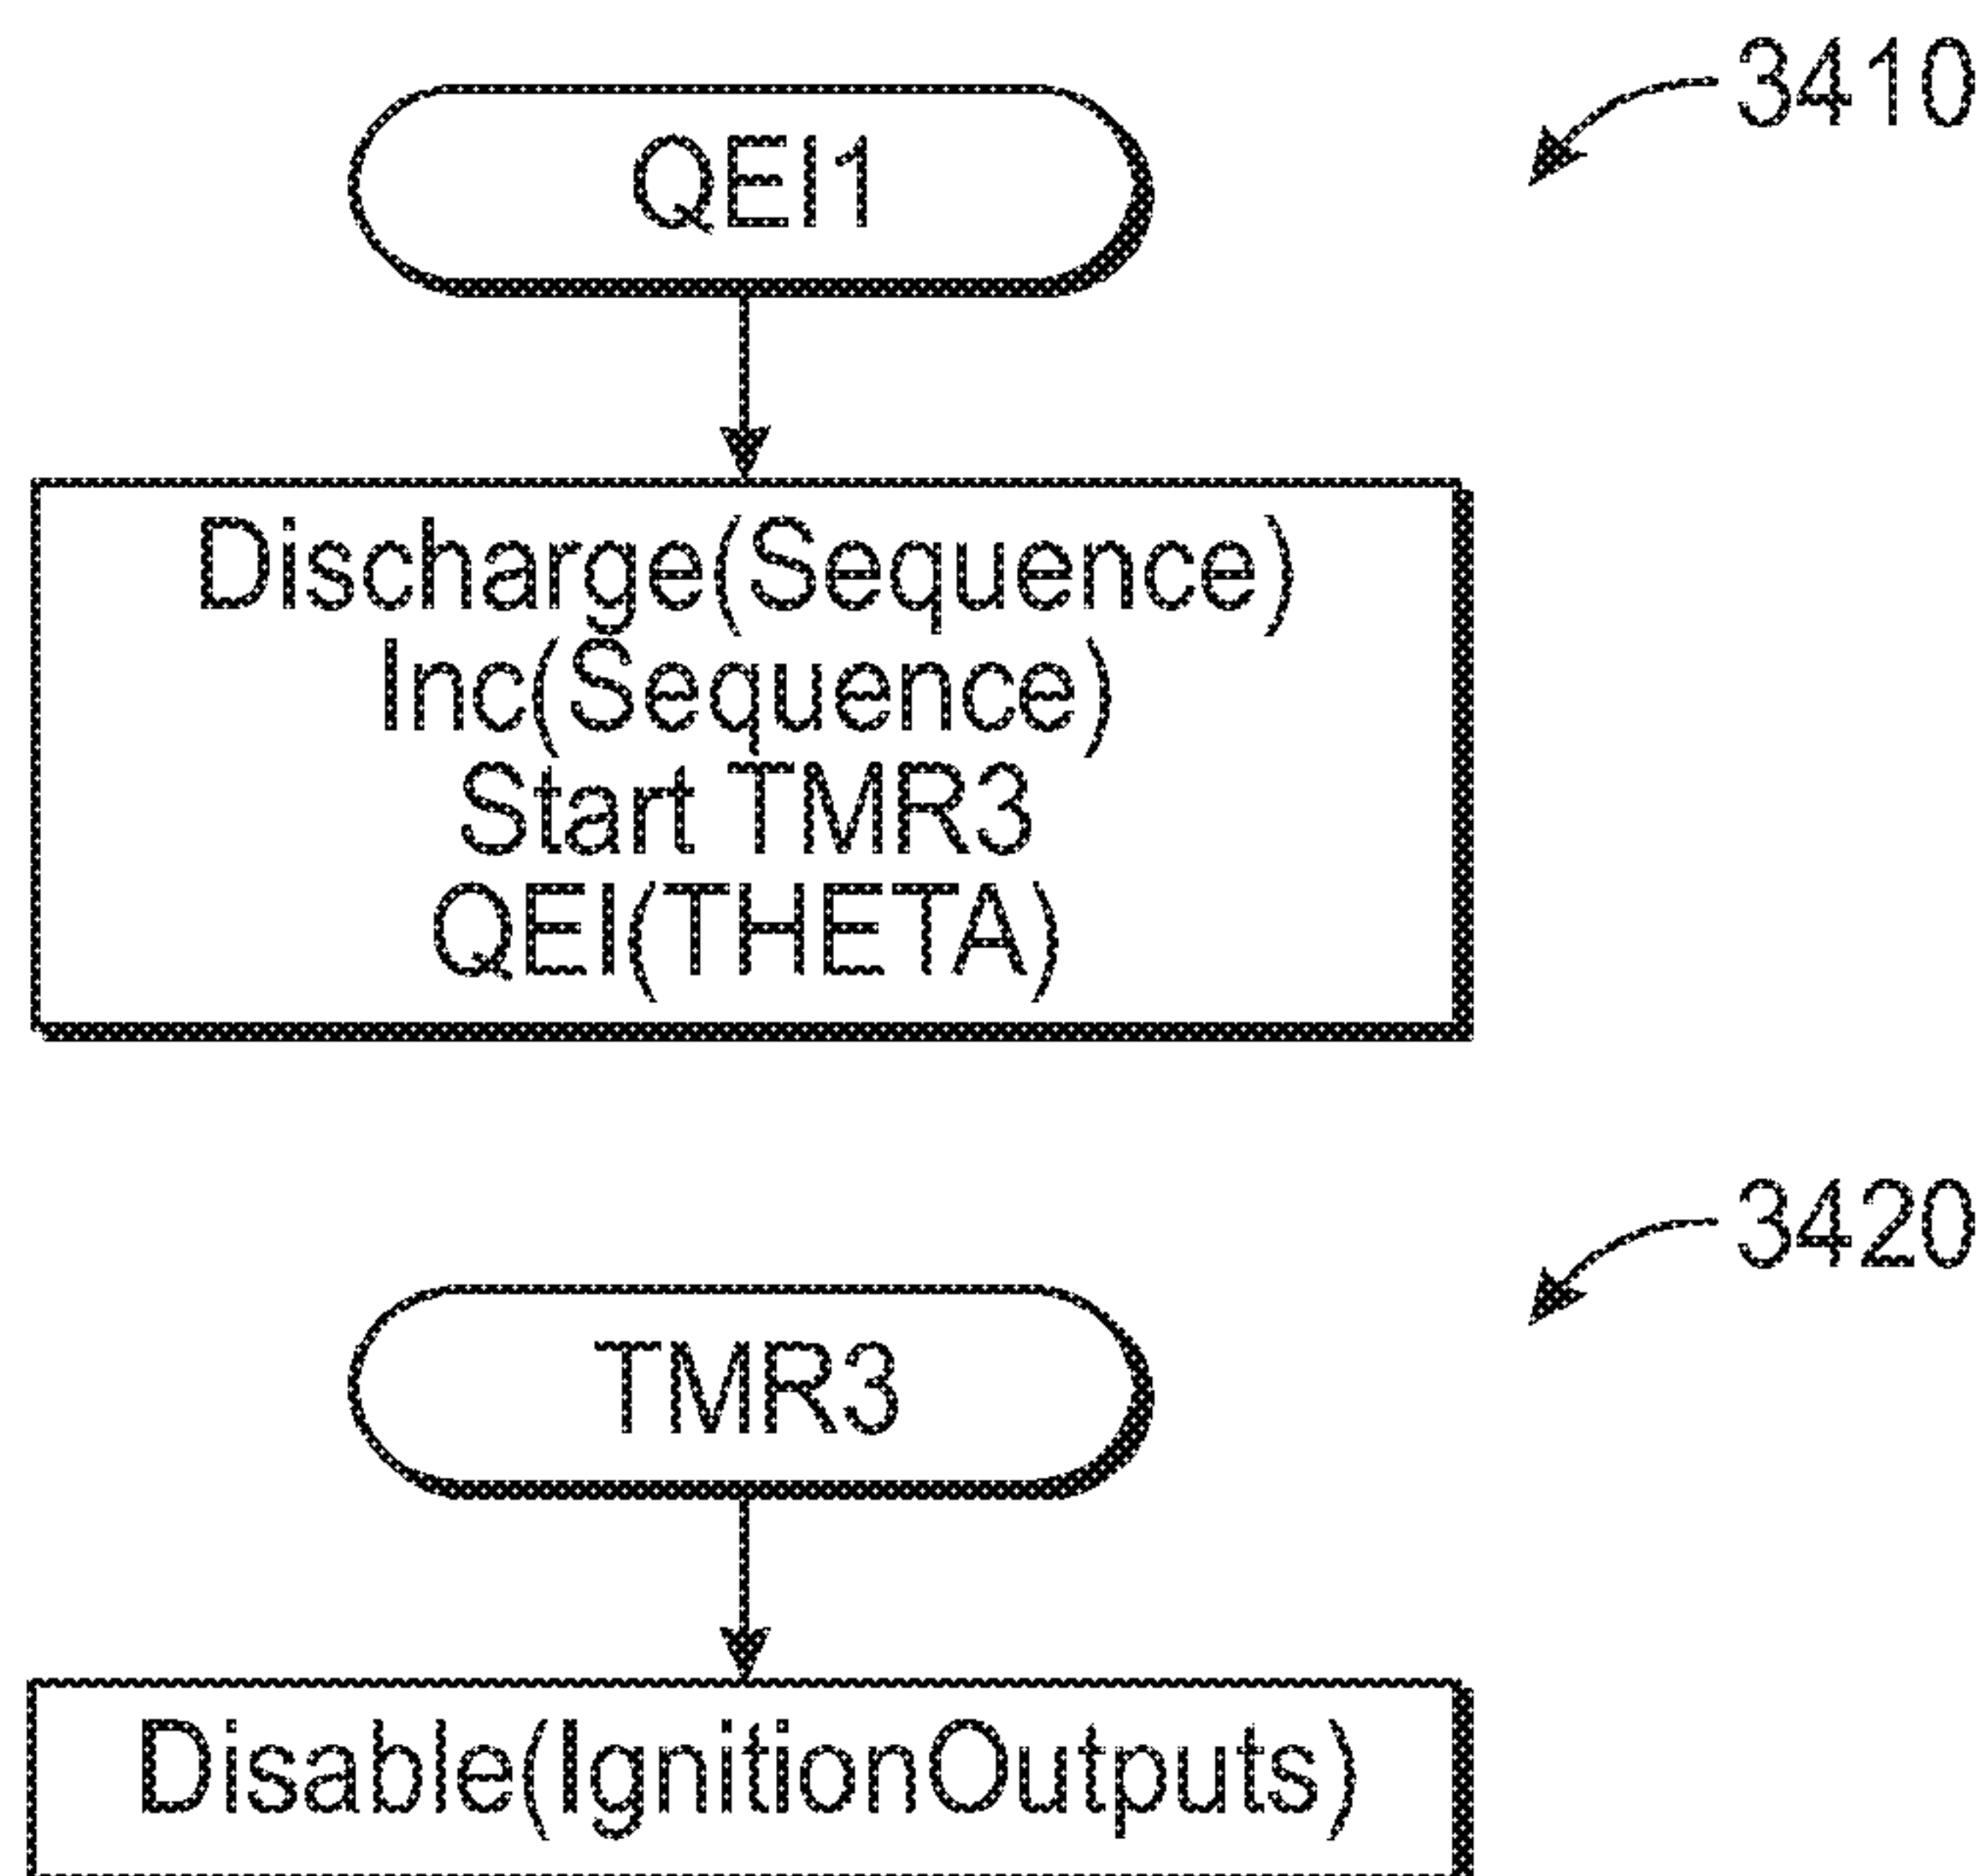 3410
QEI1
Discharge(Sequence)
Inc(Sequence)
Start TMR3
QEI(THETA)
3420
TMR3
Disable(IgnitionOutputs)